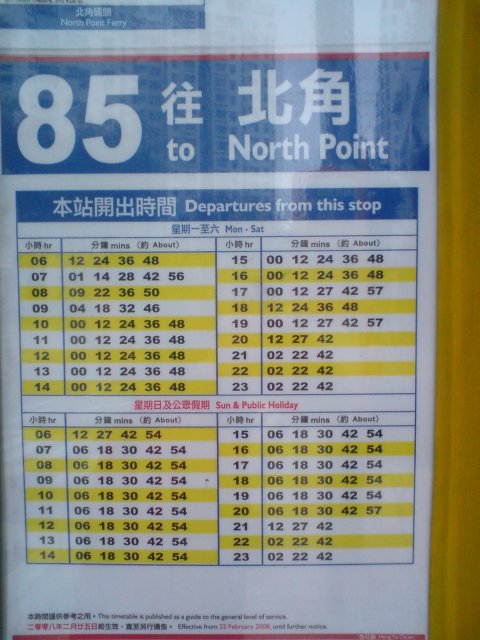 北角碼頭
North Point Ferry
85 往 北角
to North Point
本站開出時間 Departures from this stop
星期一至六 Mon - Sat
小時 hr 分鐘 mins （約 About） 小時 hr 分鐘 mins （約 About）
06 12 24 36 48 15 00 12 24 36 48
07 01 14 28 42 56 16 00 12 24 36 48
08 09 22 36 50 17 00 12 27 42 57
09 04 18 32 46 18 12 24 36 48
10 00 12 24 36 48 19 00 12 27 42 57
11 00 12 24 36 48 20 12 27 42
12 00 12 24 36 48 21 02 22 42
13 00 12 24 36 48 22 02 22 42
14 00 12 24 36 48 23 02 22 42
星期日及公眾假期 Sun & Public Holiday
小時 hr 分鐘 mins （約 About） 小時 hr 分鐘 mins （約 About）
06 12 27 42 54 15 06 18 30 42 54
07 06 18 30 42 54 16 06 18 30 42 54
08 06 18 30 42 54 17 06 18 30 42 54
09 06 18 30 42 54 18 06 18 30 42 54
10 06 18 30 42 54 19 06 18 30 42 54
11 06 18 30 42 54 20 06 18 30 42 57
12 06 18 30 42 54 21 12 27 42
13 06 18 30 42 54 22 02 22 42
14 06 18 30 42 54 23 02 22 42
本時間謹供參考之用。This timetable is published as a guide to the general level of service.
二零零八年二月廿五日起生效，直至另行通告。 Effective from 25 February 2008, until further notice.